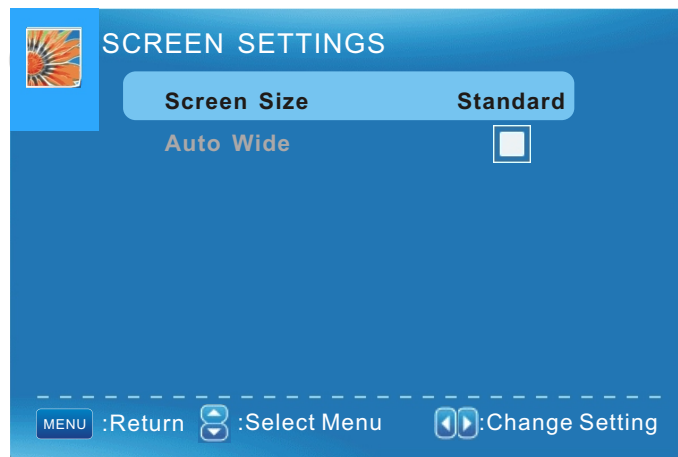 SCREEN SETTINGS
Screen Size Standard
Auto Wide
MENU :Return :Select Menu :Change Setting